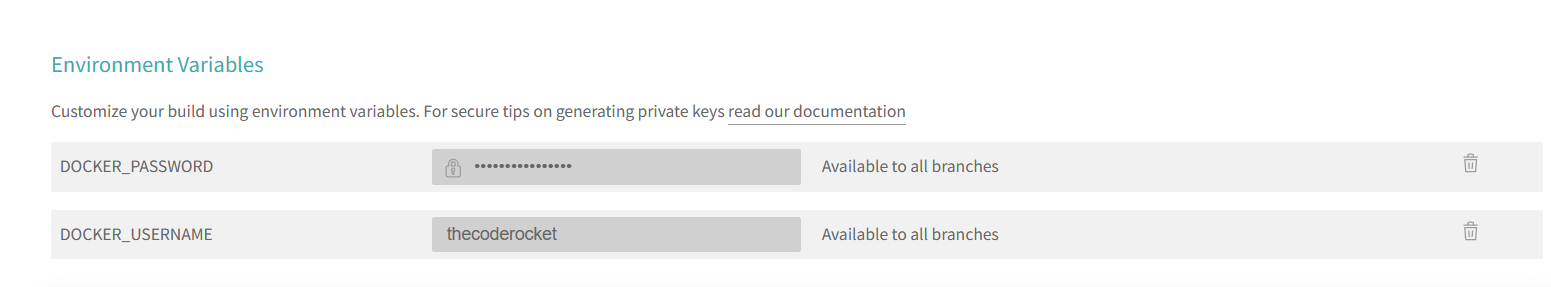 Environment Variables
Customize your build using environment variables. For secure tips on generating private keys read our documentation
DOCKER_PASSWORD •••••••••••••••• Available to all branches
DOCKER_USERNAME thecoderocket Available to all branches